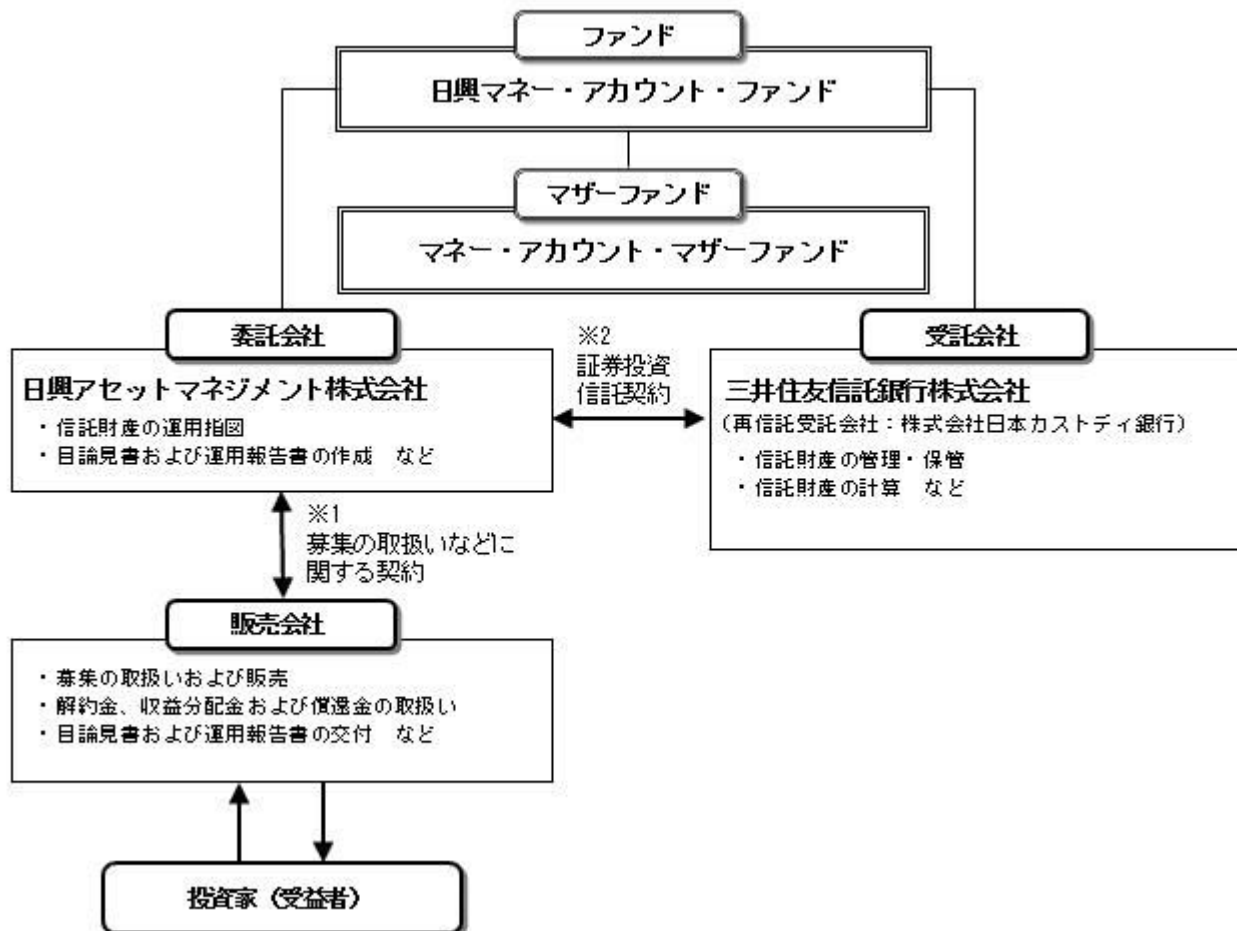 ファンド
日興マネー・アカウント・ファンド
マザーファンド
マネー・アカウント・マザーファンド
委託会社
日興アセットマネジメント株式会社
・信託財産の運用指図
・目論見書および運用報告書の作成　など
※2
証券投資
信託契約
受託会社
三井住友信託銀行株式会社
（再信託受託会社：株式会社日本カストディ銀行）
・信託財産の管理・保管
・信託財産の計算　など
※1
募集の取扱いなどに
関する契約
販売会社
・募集の取扱いおよび販売
・解約金、収益分配金および償還金の取扱い
・目論見書および運用報告書の交付　など
投資家（受益者）